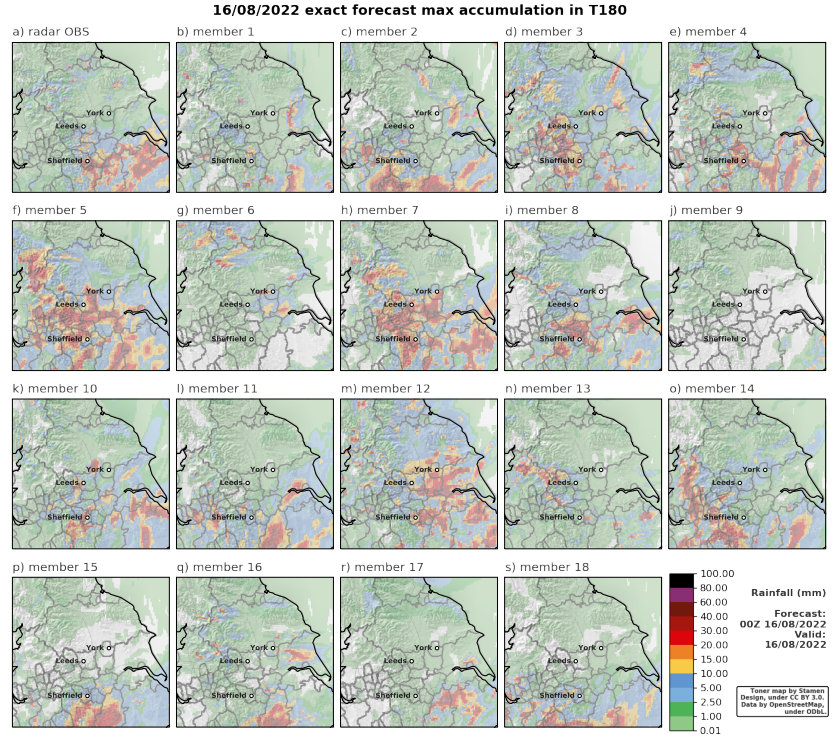 16/08/2022 exact forecast max accumulation in T180
a) radar OBS
b) member 1
c) member 2
d) member 3
e) member 4
York
Leeds
Sheffield
York
Leeds
Sheffield
York
Leeds
Sheffield
York
Leeds
Sheffield
York
Leeds
Sheffield
f) member 5
g) member 6
h) member 7
i) member 8
j) member 9
York
Leeds
Sheffield
York
Leeds
Sheffield
York
Leeds
Sheffield
York
Leeds
Sheffield
York
Leeds
Sheffield
k) member 10
l) member 11
m) member 12
n) member 13
o) member 14
York
Leeds
Sheffield
York
Leeds
Sheffield
York
Leeds
Sheffield
York
Leeds
Sheffield
York
Leeds
Sheffield
p) member 15
q) member 16
r) member 17
s) member 18
York
Leeds
Sheffield
York
Leeds
Sheffield
York
Leeds
Sheffield
York
Leeds
Sheffield
100.00
80.00
60.00
40.00
30.00
20.00
15.00
10.00
5.00
2.50
1.00
0.01
Rainfall (mm)
Forecast:
00Z 16/08/2022
Valid:
16/08/2022
Toner map by Stamen
Design, under CC BY 3.0.
Data by OpenStreetMap,
under ODbL.